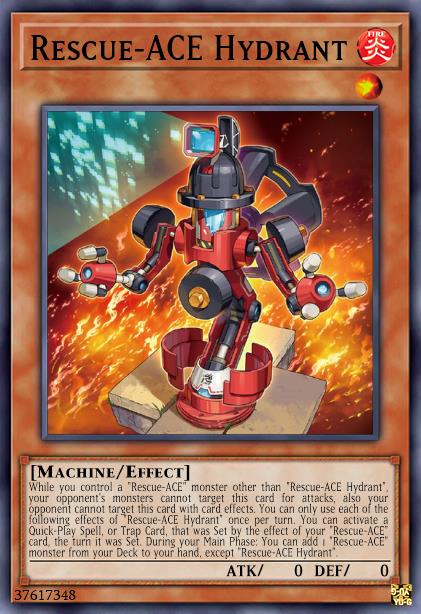 Rescue-ACE Hydrant
FIRE
炎
[Machine/Effect]
While you control a "Rescue-ACE" monster other than "Rescue-ACE Hydrant",
your opponent's monsters cannot target this card for attacks, also your
opponent cannot target this card with card effects. You can only use each of the
following effects of "Rescue-ACE Hydrant" once per turn. You can activate a
Quick-Play Spell, or Trap Card, that was Set by the effect of your "Rescue-ACE"
card, the turn it was Set. During your Main Phase: You can add 1 "Rescue-ACE"
monster from your Deck to your hand, except "Rescue-ACE Hydrant".
ATK/ 0 DEF/ 0
37617348